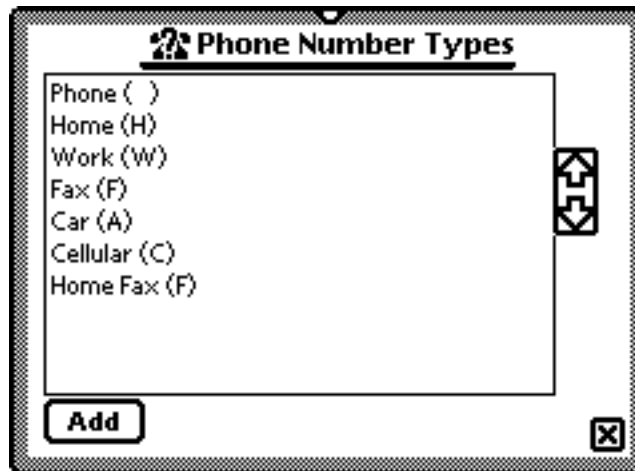 Phone Number Types
Phone ( )
Home (H)
Work (W)
Fax (F)
Car (A)
Cellular (C)
Home Fax (F)
Add